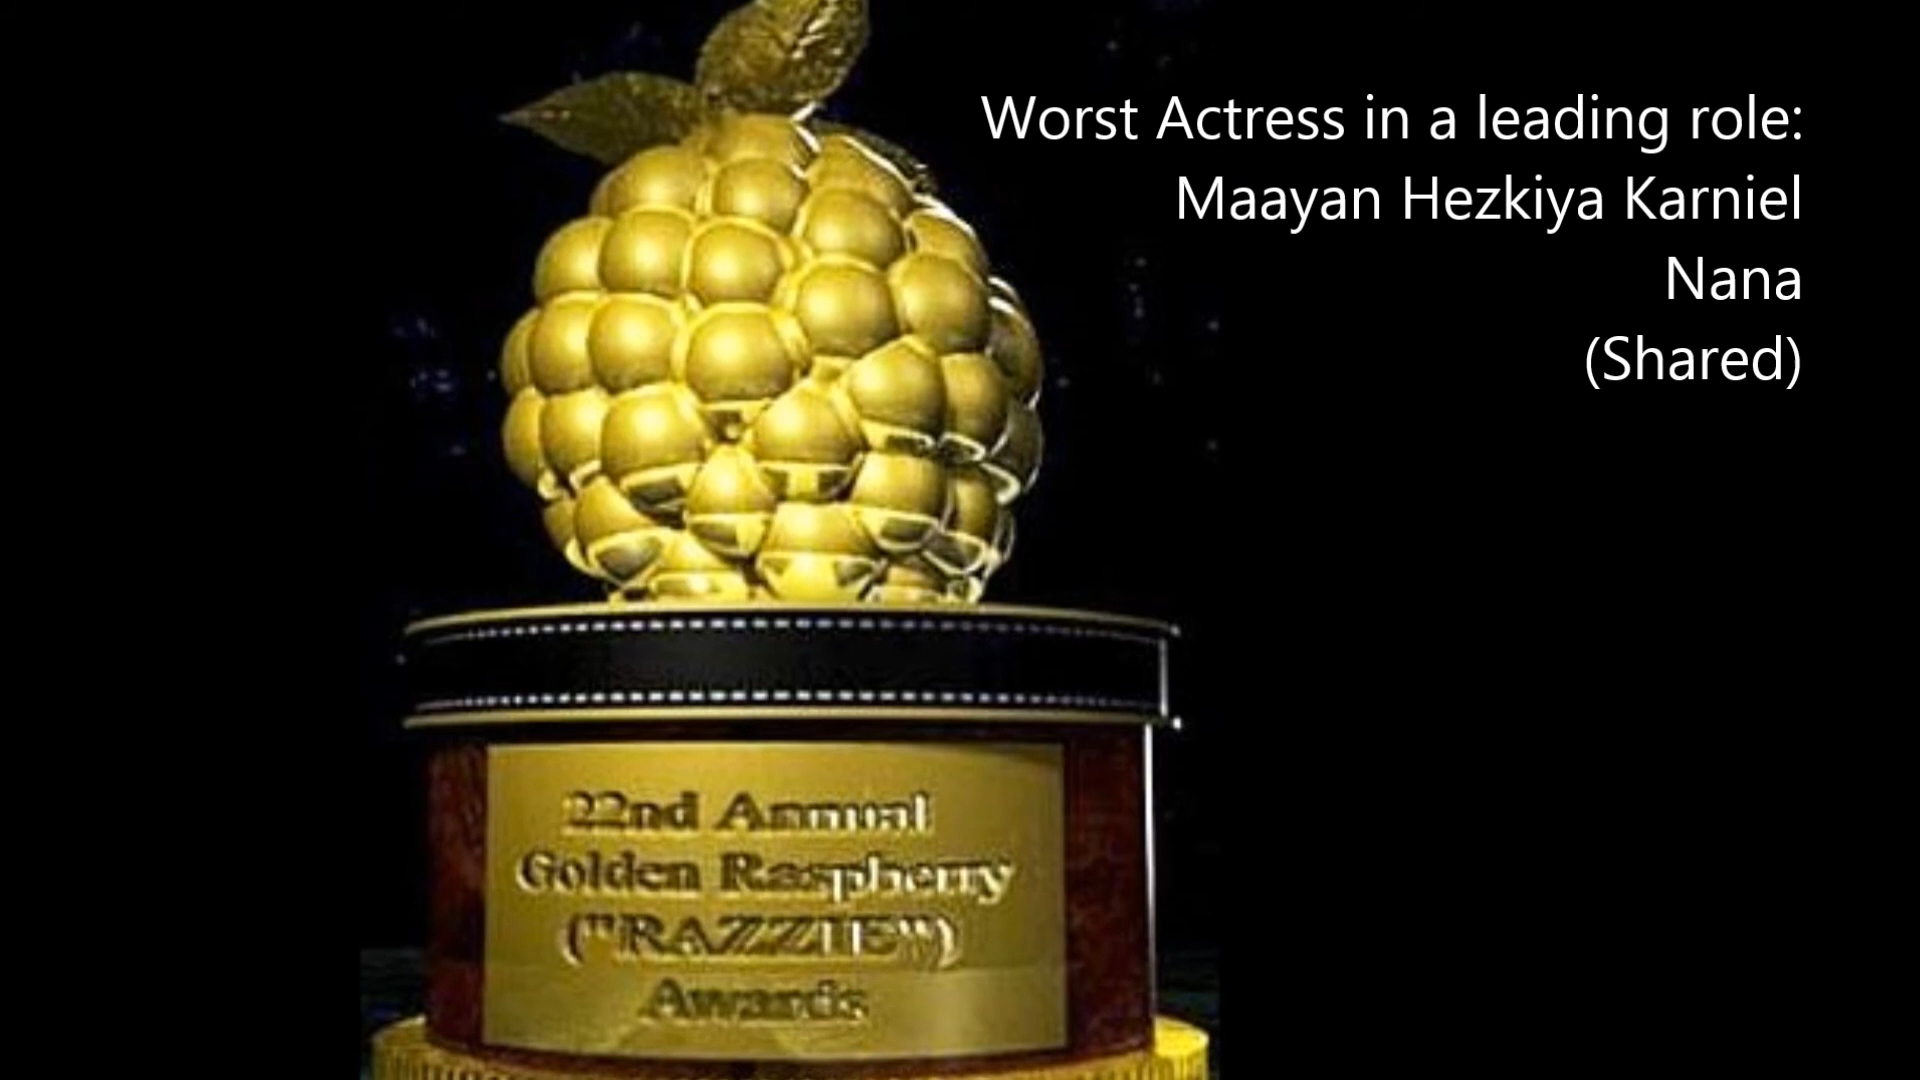 Worst Actress in a leading role:
Maayan Hezkiya Karniel
Nana
(Shared)
22nd Annual
Golden Raspberry
("RAZZIE")
Awards